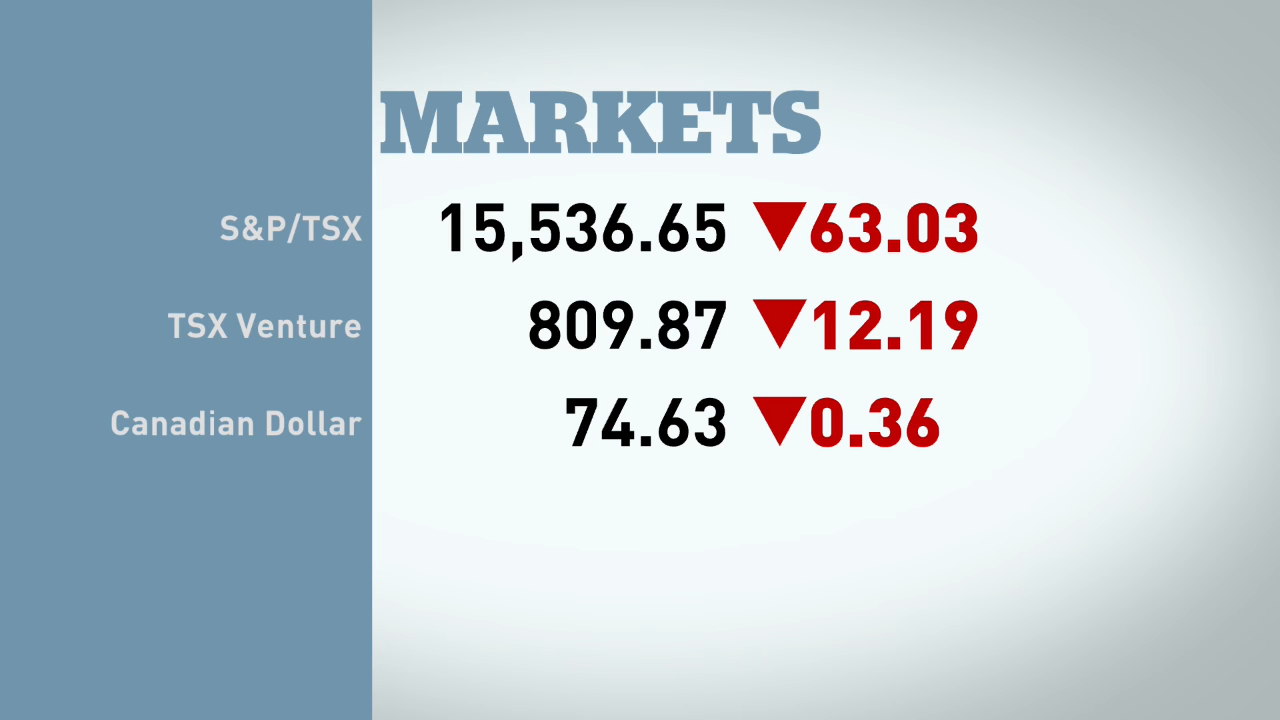 MARKETS
S&P/TSX 15,536.65 ▼63.03
TSX Venture 809.87 ▼12.19
Canadian Dollar 74.63 ▼0.36